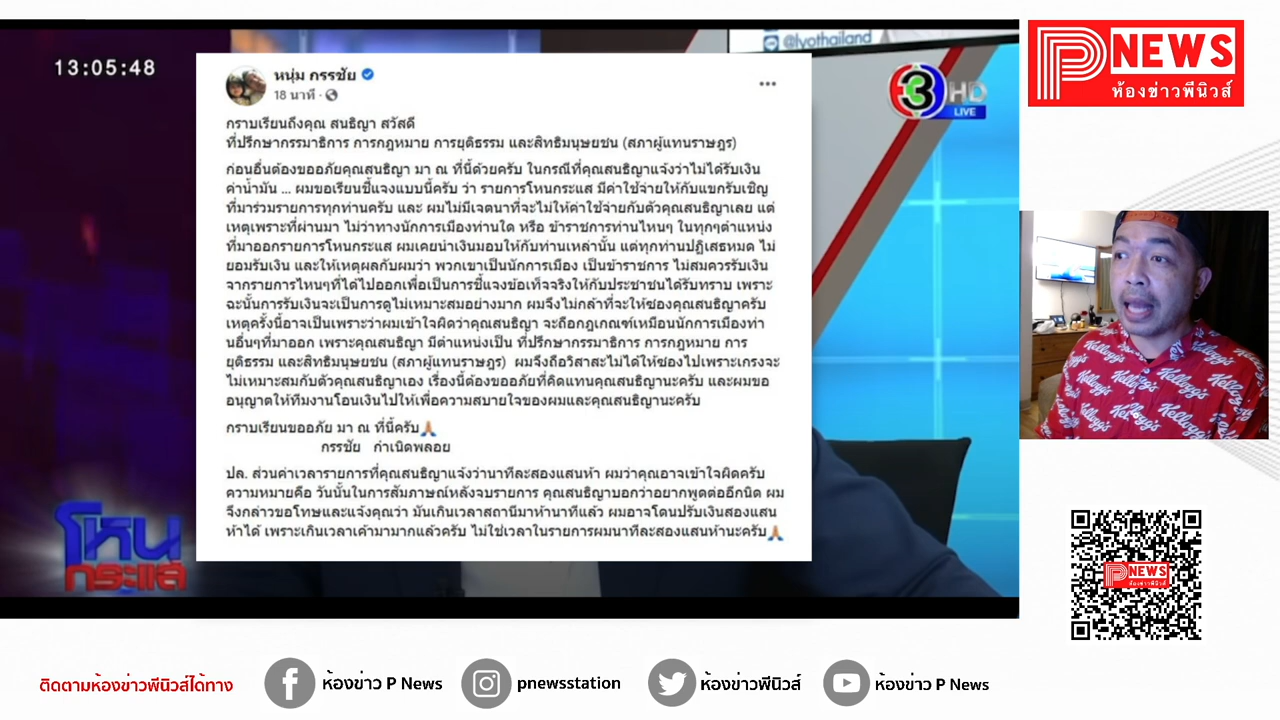 13:05:48
@lyothailand
3 HD
LIVE
หนุ่ม กรรชัย
18 นาที ·
กราบเรียนถึงคุณ สนธิญา สวัสดี
ที่ปรึกษากรรมาธิการ การกฎหมาย การยุติธรรม และสิทธิมนุษยชน (สภาผู้แทนราษฎร)
ก่อนอื่นต้องขออภัยคุณสนธิญา มา ณ ที่นี้ด้วยครับ ในกรณีที่คุณสนธิญาแจ้งว่าไม่ได้รับเงิน
ค่าน้ำมัน ... ผมขอเรียนชี้แจงแบบนี้ครับ ว่า รายการโหนกระแส มีค่าใช้จ่ายให้กับแขกรับเชิญ
ที่มาร่วมรายการทุกท่านครับ และ ผมไม่มีเจตนาที่จะไม่ให้ค่าใช้จ่ายกับตัวคุณสนธิญาเลย แต่
เหตุเพราะที่ผ่านมา ไม่ว่าทางนักการเมืองท่านใด หรือ ข้าราชการท่านไหนๆ ในทุกๆตำแหน่ง
ที่มาออกรายการโหนกระแส ผมเคยนำเงินมอบให้กับท่านเหล่านั้น แต่ทุกท่านปฏิเสธหมด ไม่
ยอมรับเงิน และให้เหตุผลกับผมว่า พวกเขาเป็นนักการเมือง เป็นข้าราชการ ไม่สมควรรับเงิน
จากรายการไหนๆที่ได้ไปออกเพื่อเป็นการชี้แจงข้อเท็จจริงให้กับประชาชนได้รับทราบ เพราะ
ฉะนั้นการรับเงินจะเป็นการดูไม่เหมาะสมอย่างมาก ผมจึงไม่กล้าที่จะให้ซองคุณสนธิญาครับ
เหตุครั้งนี้อาจเป็นเพราะว่าผมเข้าใจผิดว่าคุณสนธิญา จะถือกฎเกณฑ์เหมือนนักการเมืองท่า
นอื่นๆที่มาออก เพราะคุณสนธิญา มีตำแหน่งเป็น ที่ปรึกษากรรมาธิการ การกฎหมาย การ
ยุติธรรม และสิทธิมนุษยชน (สภาผู้แทนราษฎร) ผมจึงถือวิสาสะไม่ได้ให้ซองไปเพราะเกรงจะ
ไม่เหมาะสมกับตัวคุณสนธิญาเอง เรื่องนี้ต้องขออภัยที่คิดแทนคุณสนธิญานะครับ และผมขอ
อนุญาตให้ทีมงานโอนเงินไปให้เพื่อความสบายใจของผมและคุณสนธิญานะครับ
กราบเรียนขออภัย มา ณ ที่นี้ครับ🙏
กรรชัย กำเนิดพลอย
ปล. ส่วนค่าเวลารายการที่คุณสนธิญาแจ้งว่านาทีละสองแสนห้า ผมว่าคุณอาจเข้าใจผิดครับ
ความหมายคือ วันนั้นในการสัมภาษณ์หลังจบรายการ คุณสนธิญาบอกว่าอยากพูดต่ออีกนิด ผม
จึงกล่าวขอโทษและแจ้งคุณว่า มันเกินเวลาสถานีมาห้านาทีแล้ว ผมอาจโดนปรับเงินสองแสน
ห้าได้ เพราะเกินเวลาเค้ามามากแล้วครับ ไม่ใช่เวลาในรายการผมนาทีละสองแสนห้านะครับ🙏
โหน
กระแส
P NEWS
ห้องข่าวพีนิวส์
Kellogg's
P NEWS
ห้องข่าวพีนิวส์
ติดตามห้องข่าวพีนิวส์ได้ทาง
ห้องข่าว P News
pnewsstation
ห้องข่าวพีนิวส์
ห้องข่าว P News